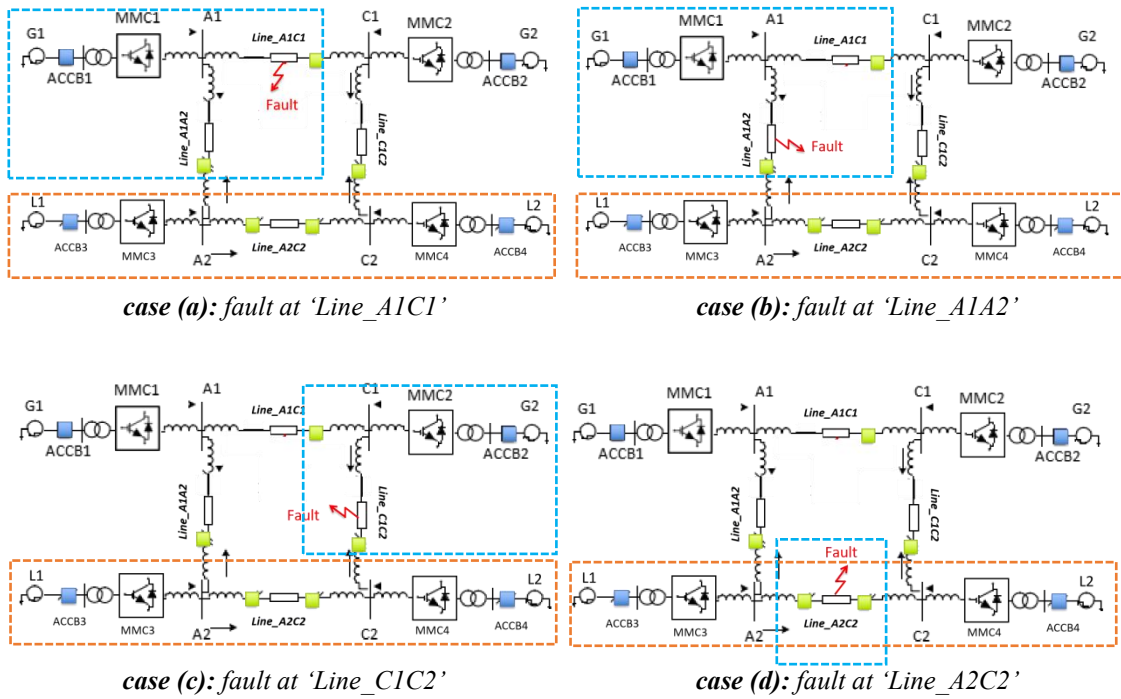 MMC1 A1 C1
G1 Line_A1C1 MMC2 G2
ACCB1 Fault ACCB2
Line_A1A2 Line_C1C2
L1 L2
ACCB3 MMC3 Line_A2C2 MMC4 ACCB4
A2 C2
case (a): fault at ‘Line_A1C1’
MMC1 A1 C1
G1 Line_A1C1 MMC2 G2
ACCB1 ACCB2
Line_A1A2 Fault Line_C1C2
L1 L2
ACCB3 MMC3 Line_A2C2 MMC4 ACCB4
A2 C2
case (b): fault at ‘Line_A1A2’
MMC1 A1 C1
G1 Line_A1C1 MMC2 G2
ACCB1 ACCB2
Line_A1A2 Fault Line_C1C2
L1 L2
ACCB3 MMC3 Line_A2C2 MMC4 ACCB4
A2 C2
case (c): fault at ‘Line_C1C2’
MMC1 A1 C1
G1 Line_A1C1 MMC2 G2
ACCB1 ACCB2
Line_A1A2 Line_C1C2
Fault
L1 L2
ACCB3 MMC3 Line_A2C2 MMC4 ACCB4
A2 C2
case (d): fault at ‘Line_A2C2’